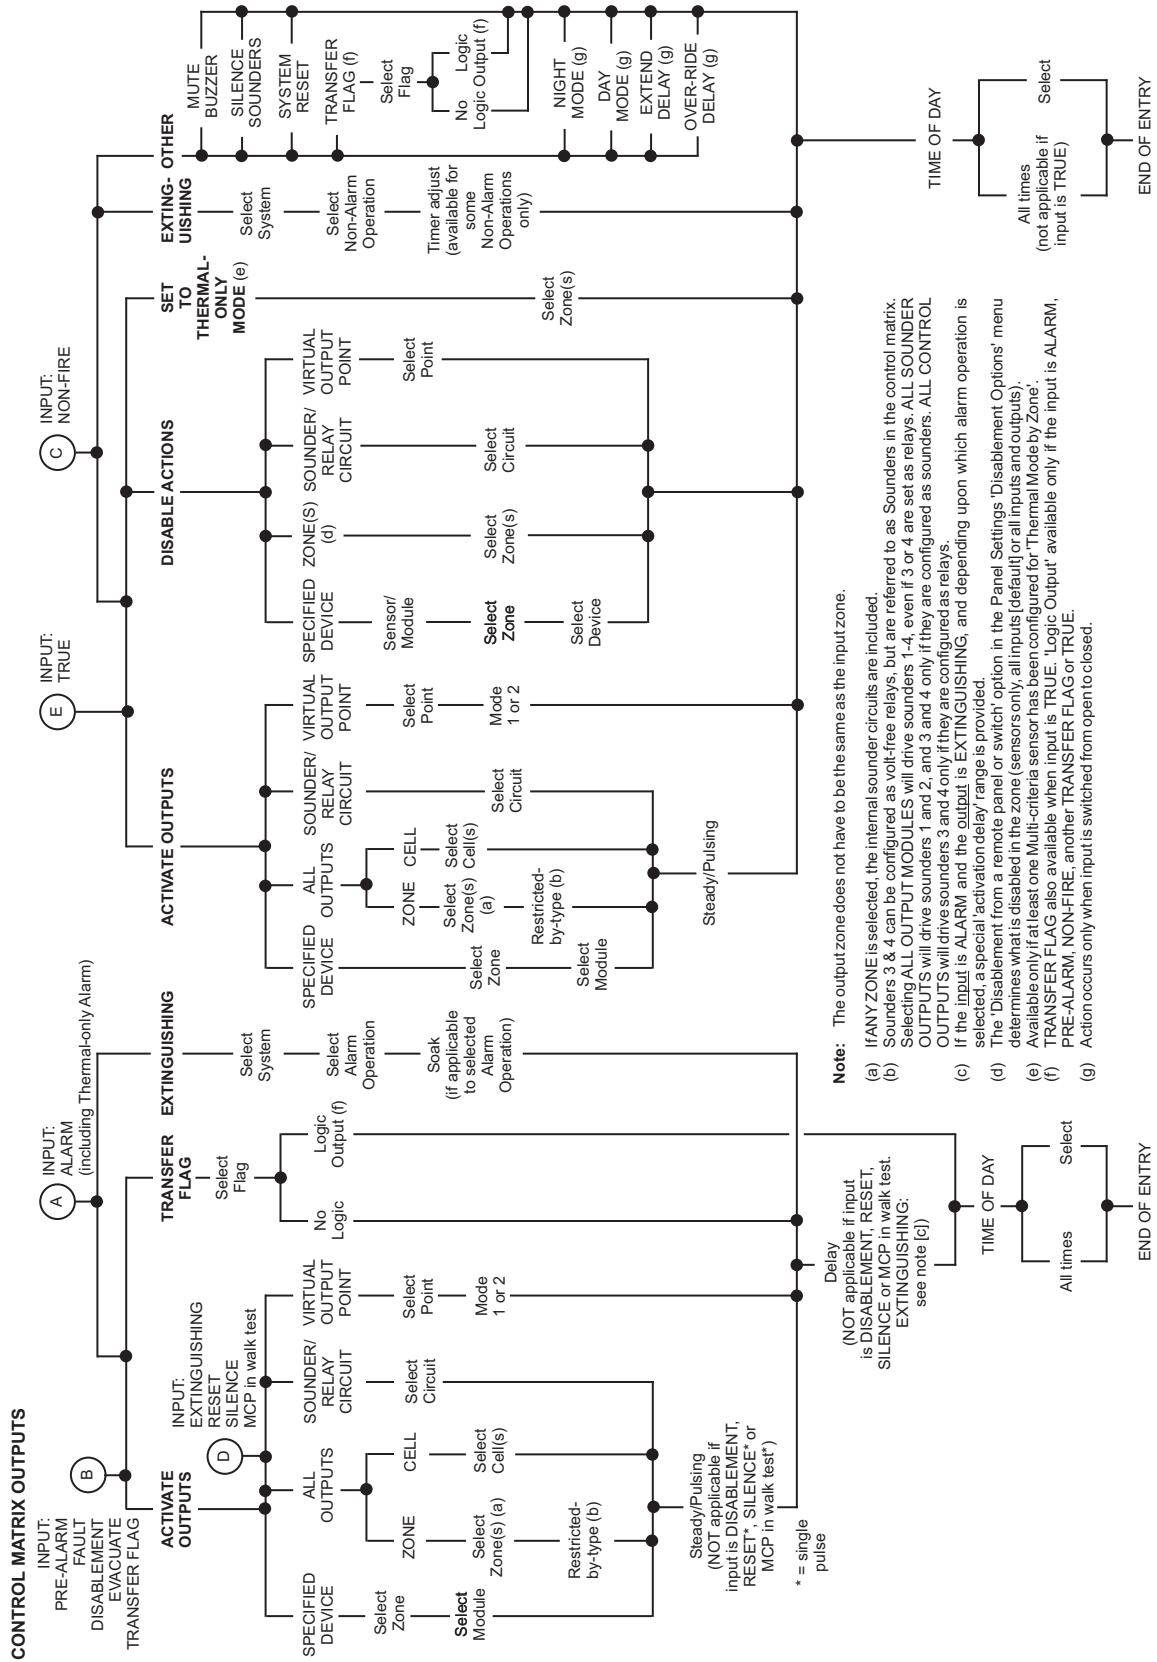 CONTROL MATRIX OUTPUTS
INPUT:
PRE-ALARM
FAULT
DISABLEMENT
EVACUATE
TRANSFER FLAG
B
A
INPUT:
ALARM
(including Thermal-only Alarm)
ACTIVATE
OUTPUTS
INPUT:
EXTINGUISHING
RESET
SILENCE
MCP in walk test
D
TRANSFER
FLAG
EXTINGUISHING
SPECIFIED
DEVICE
Select
Zone
Select
Module
ALL
OUTPUTS
ZONE
Select
Zone(s) (a)
Restricted-
by-type (b)
CELL
Select
Cell(s)
SOUNDER/
RELAY
CIRCUIT
Select
Circuit
VIRTUAL
OUTPUT
POINT
Select
Point
Mode
1 or 2
Select
Flag
No
Logic
Logic
Output (f)
Select
System
Select
Alarm
Operation
Soak
(if applicable
to selected
Alarm
Operation)
Steady/Pulsing
(NOT applicable if
input is DISABLEMENT,
RESET*, SILENCE* or
MCP in walk test*)
* = single
pulse
Delay
(NOT applicable if input
is DISABLEMENT, RESET,
SILENCE or MCP in walk test.
EXTINGUISHING:
see note [c])
TIME OF DAY
All times
Select
END OF ENTRY
E
INPUT:
TRUE
C
INPUT:
NON-FIRE
ACTIVATE OUTPUTS
DISABLE ACTIONS
SET
TO
THERMAL-
ONLY
MODE (e)
EXTING-
UISHING
OTHER
SPECIFIED
DEVICE
Select
Zone
Select
Module
ALL
OUTPUTS
ZONE
Select
Zone(s)
(a)
Restricted-
by-type (b)
CELL
Select
Cell(s)
SOUNDER/
RELAY
CIRCUIT
Select
Circuit
VIRTUAL
OUTPUT
POINT
Select
Point
Mode
1 or 2
Steady/Pulsing
SPECIFIED
DEVICE
Sensor/
Module
Select
Zone
Select
Device
ZONE(S)
(d)
Select
Zone(s)
SOUNDER/
RELAY
CIRCUIT
Select
Circuit
VIRTUAL
OUTPUT
POINT
Select
Point
Select
Zone(s)
Select
System
Select
Non-Alarm
Operation
Timer adjust
(available for
some
Non-Alarm
Operations
only)
MUTE
BUZZER
SILENCE
SOUNDERS
SYSTEM
RESET
TRANSFER
FLAG (f)
Select
Flag
No
Logic
Logic
Output (f)
NIGHT
MODE (g)
DAY
MODE (g)
EXTEND
DELAY (g)
OVER-RIDE
DELAY (g)
TIME OF DAY
All times
(not applicable if
input is TRUE)
Select
END OF ENTRY
Note: The output zone does not have to be the same as the input zone.
(a) If ANY ZONE is selected, the internal sounder circuits are included.
(b) Sounders 3 & 4 can be configured as volt-free relays, but are referred to as Sounders in the control matrix.
Selecting ALL OUTPUT MODULES will drive sounders 1-4, even if 3 or 4 are set as relays. ALL SOUNDER
OUTPUTS will drive sounders 1 and 2, and 3 and 4 only if they are configured as sounders. ALL CONTROL
OUTPUTS will drive sounders 3 and 4 only if they are configured as relays.
(c) If the input is ALARM and the output is EXTINGUISHING, and depending upon which alarm operation is
selected, a special 'activation delay' range is provided.
(d) The 'Disablement from a remote panel or switch' option in the Panel Settings 'Disablement Options' menu
determines what is disabled in the zone (sensors only, all inputs [default] or all inputs and outputs).
(e) Available only if at least one Multi-criteria sensor has been configured for 'Thermal Mode by Zone'.
(f) TRANSFER FLAG also available when input is TRUE. 'Logic Output' available only if the input is ALARM,
PRE-ALARM, NON-FIRE, another TRANSFER FLAG or TRUE.
(g) Action occurs only when input is switched from open to closed.